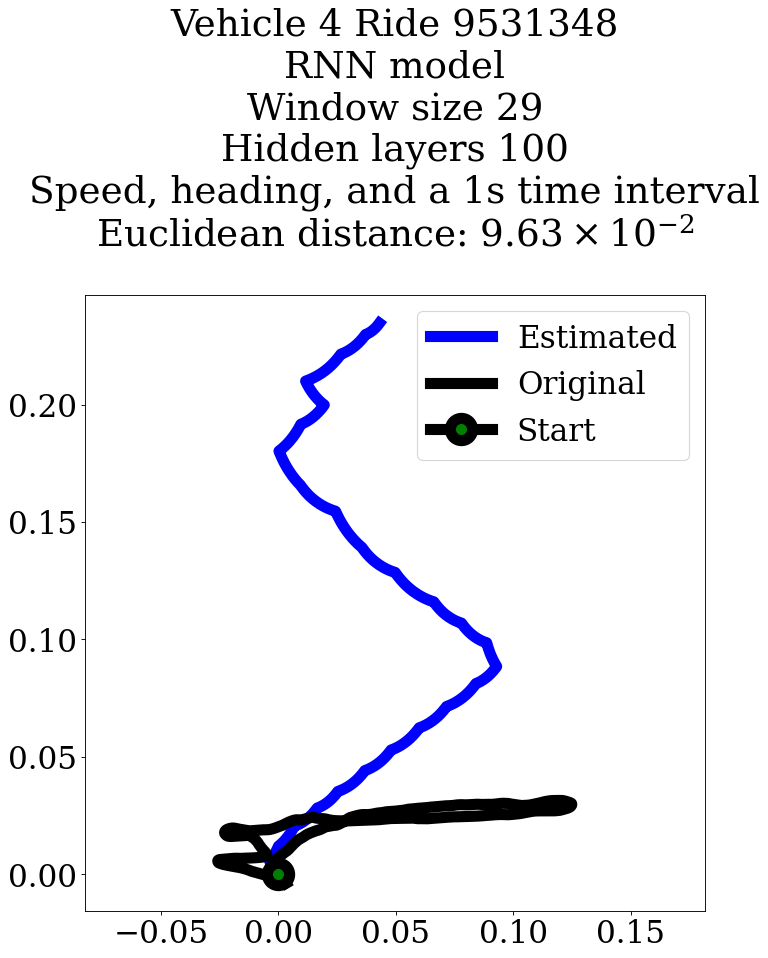 Vehicle 4 Ride 9531348
RNN model
Window size 29
Hidden layers 100
Speed, heading, and a 1s time interval
Euclidean distance: 9.63 × 10⁻²
Estimated
Original
Start
0.20
0.15
0.10
0.05
0.00
−0.05 0.00 0.05 0.10 0.15